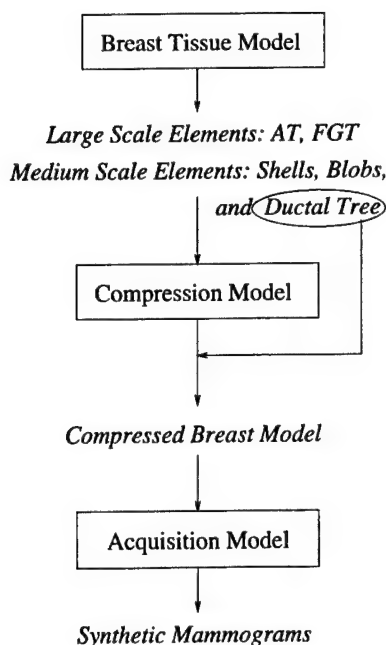 Breast Tissue Model
Large Scale Elements: AT, FGT
Medium Scale Elements: Shells, Blobs,
and Ductal Tree
Compression Model
Compressed Breast Model
Acquisition Model
Synthetic Mammograms